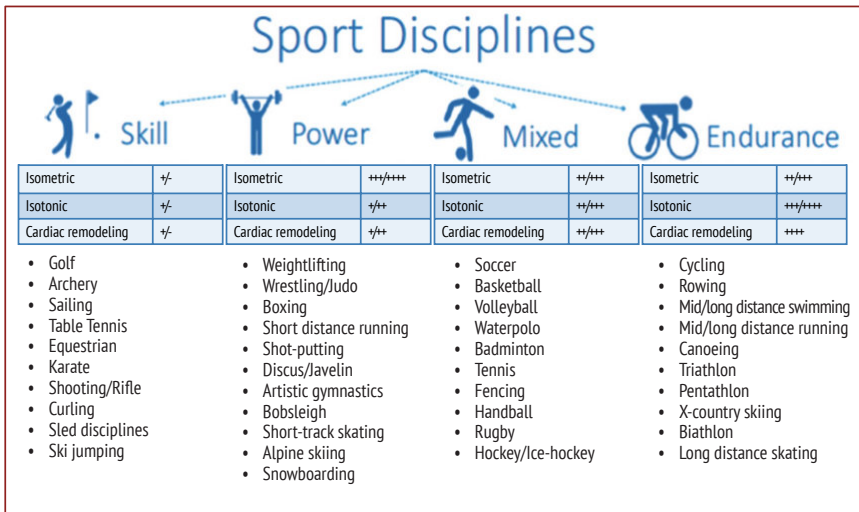 Sport Disciplines
Skill
Isometric +/-
Isotonic +/-
Cardiac remodeling +/-
• Golf
• Archery
• Sailing
• Table Tennis
• Equestrian
• Karate
• Shooting/Rifle
• Curling
• Sled disciplines
• Ski jumping
Power
Isometric +++/++++
Isotonic +/++
Cardiac remodeling +/++
• Weightlifting
• Wrestling/Judo
• Boxing
• Short distance running
• Shot-putting
• Discus/Javelin
• Artistic gymnastics
• Bobsleigh
• Short-track skating
• Alpine skiing
• Snowboarding
Mixed
Isometric ++/+++
Isotonic ++/+++
Cardiac remodeling ++/+++
• Soccer
• Basketball
• Volleyball
• Waterpolo
• Badminton
• Tennis
• Fencing
• Handball
• Rugby
• Hockey/Ice-hockey
Endurance
Isometric ++/+++
Isotonic +++/++++
Cardiac remodeling ++++
• Cycling
• Rowing
• Mid/long distance swimming
• Mid/long distance running
• Canoeing
• Triathlon
• Pentathlon
• X-country skiing
• Biathlon
• Long distance skating